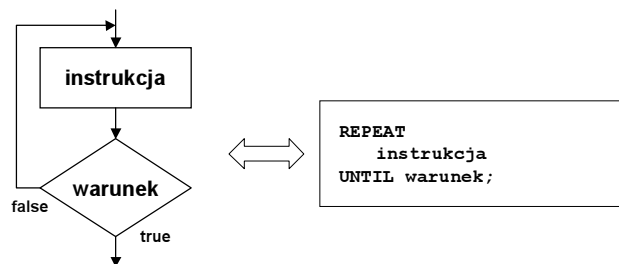 instrukcja
warunek
false
true
REPEAT
instrukcja
UNTIL warunek;